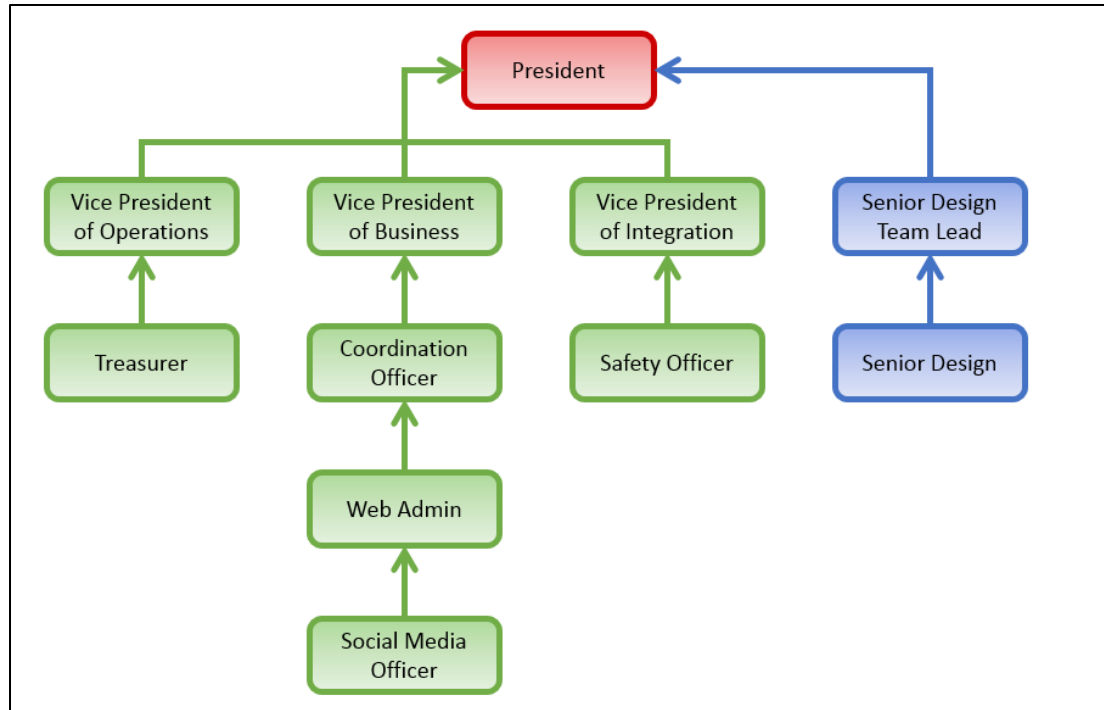 President
Vice President
of Operations
Vice President
of Business
Vice President
of Integration
Senior Design
Team Lead
Treasurer
Coordination
Officer
Safety Officer
Senior Design
Web Admin
Social Media
Officer